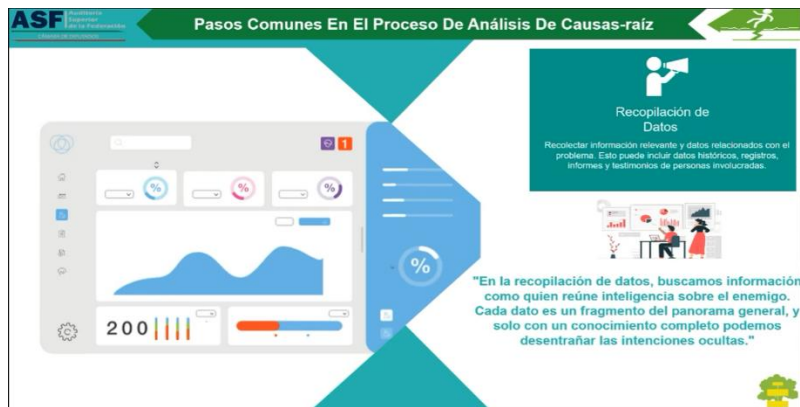 ASF
Auditoría
Superior
de la Federación
CÁMARA DE DIPUTADOS
Pasos Comunes En El Proceso De Análisis De Causas-raíz
Recopilación de
Datos
Recolectar información relevante y datos relacionados con el
problema. Esto puede incluir datos históricos, registros,
informes y testimonios de personas involucradas.
1
%
%
%
%
200
"En la recopilación de datos, buscamos información
como quien reúne inteligencia sobre el enemigo.
Cada dato es un fragmento del panorama general, y
solo con un conocimiento completo podemos
desentrañar las intenciones ocultas."